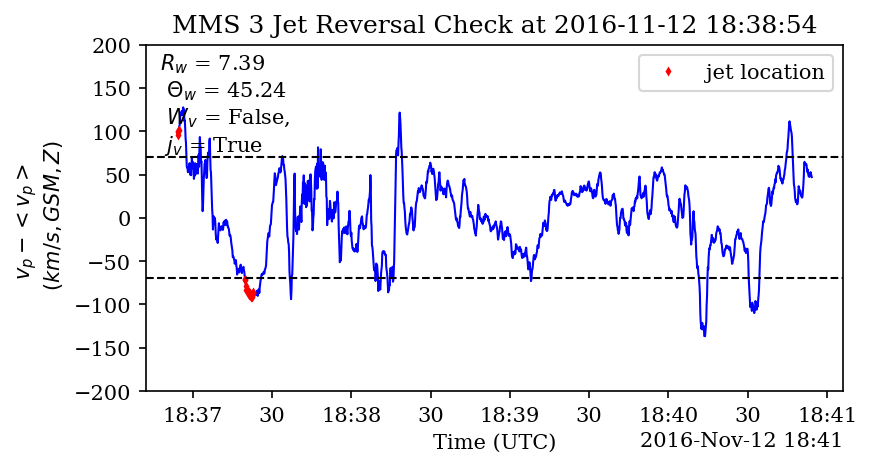 MMS 3 Jet Reversal Check at 2016-11-12 18:38:54
200
150
100
50
0
−50
−100
−150
−200
v_p − < v_p >
(km/s, GSM, Z)
R_w = 7.39
Θ_w = 45.24
W_v = False,
j_v = True
jet location
18:37 30 18:38 30 18:39 30 18:40 30 18:41
Time (UTC)
2016-Nov-12 18:41